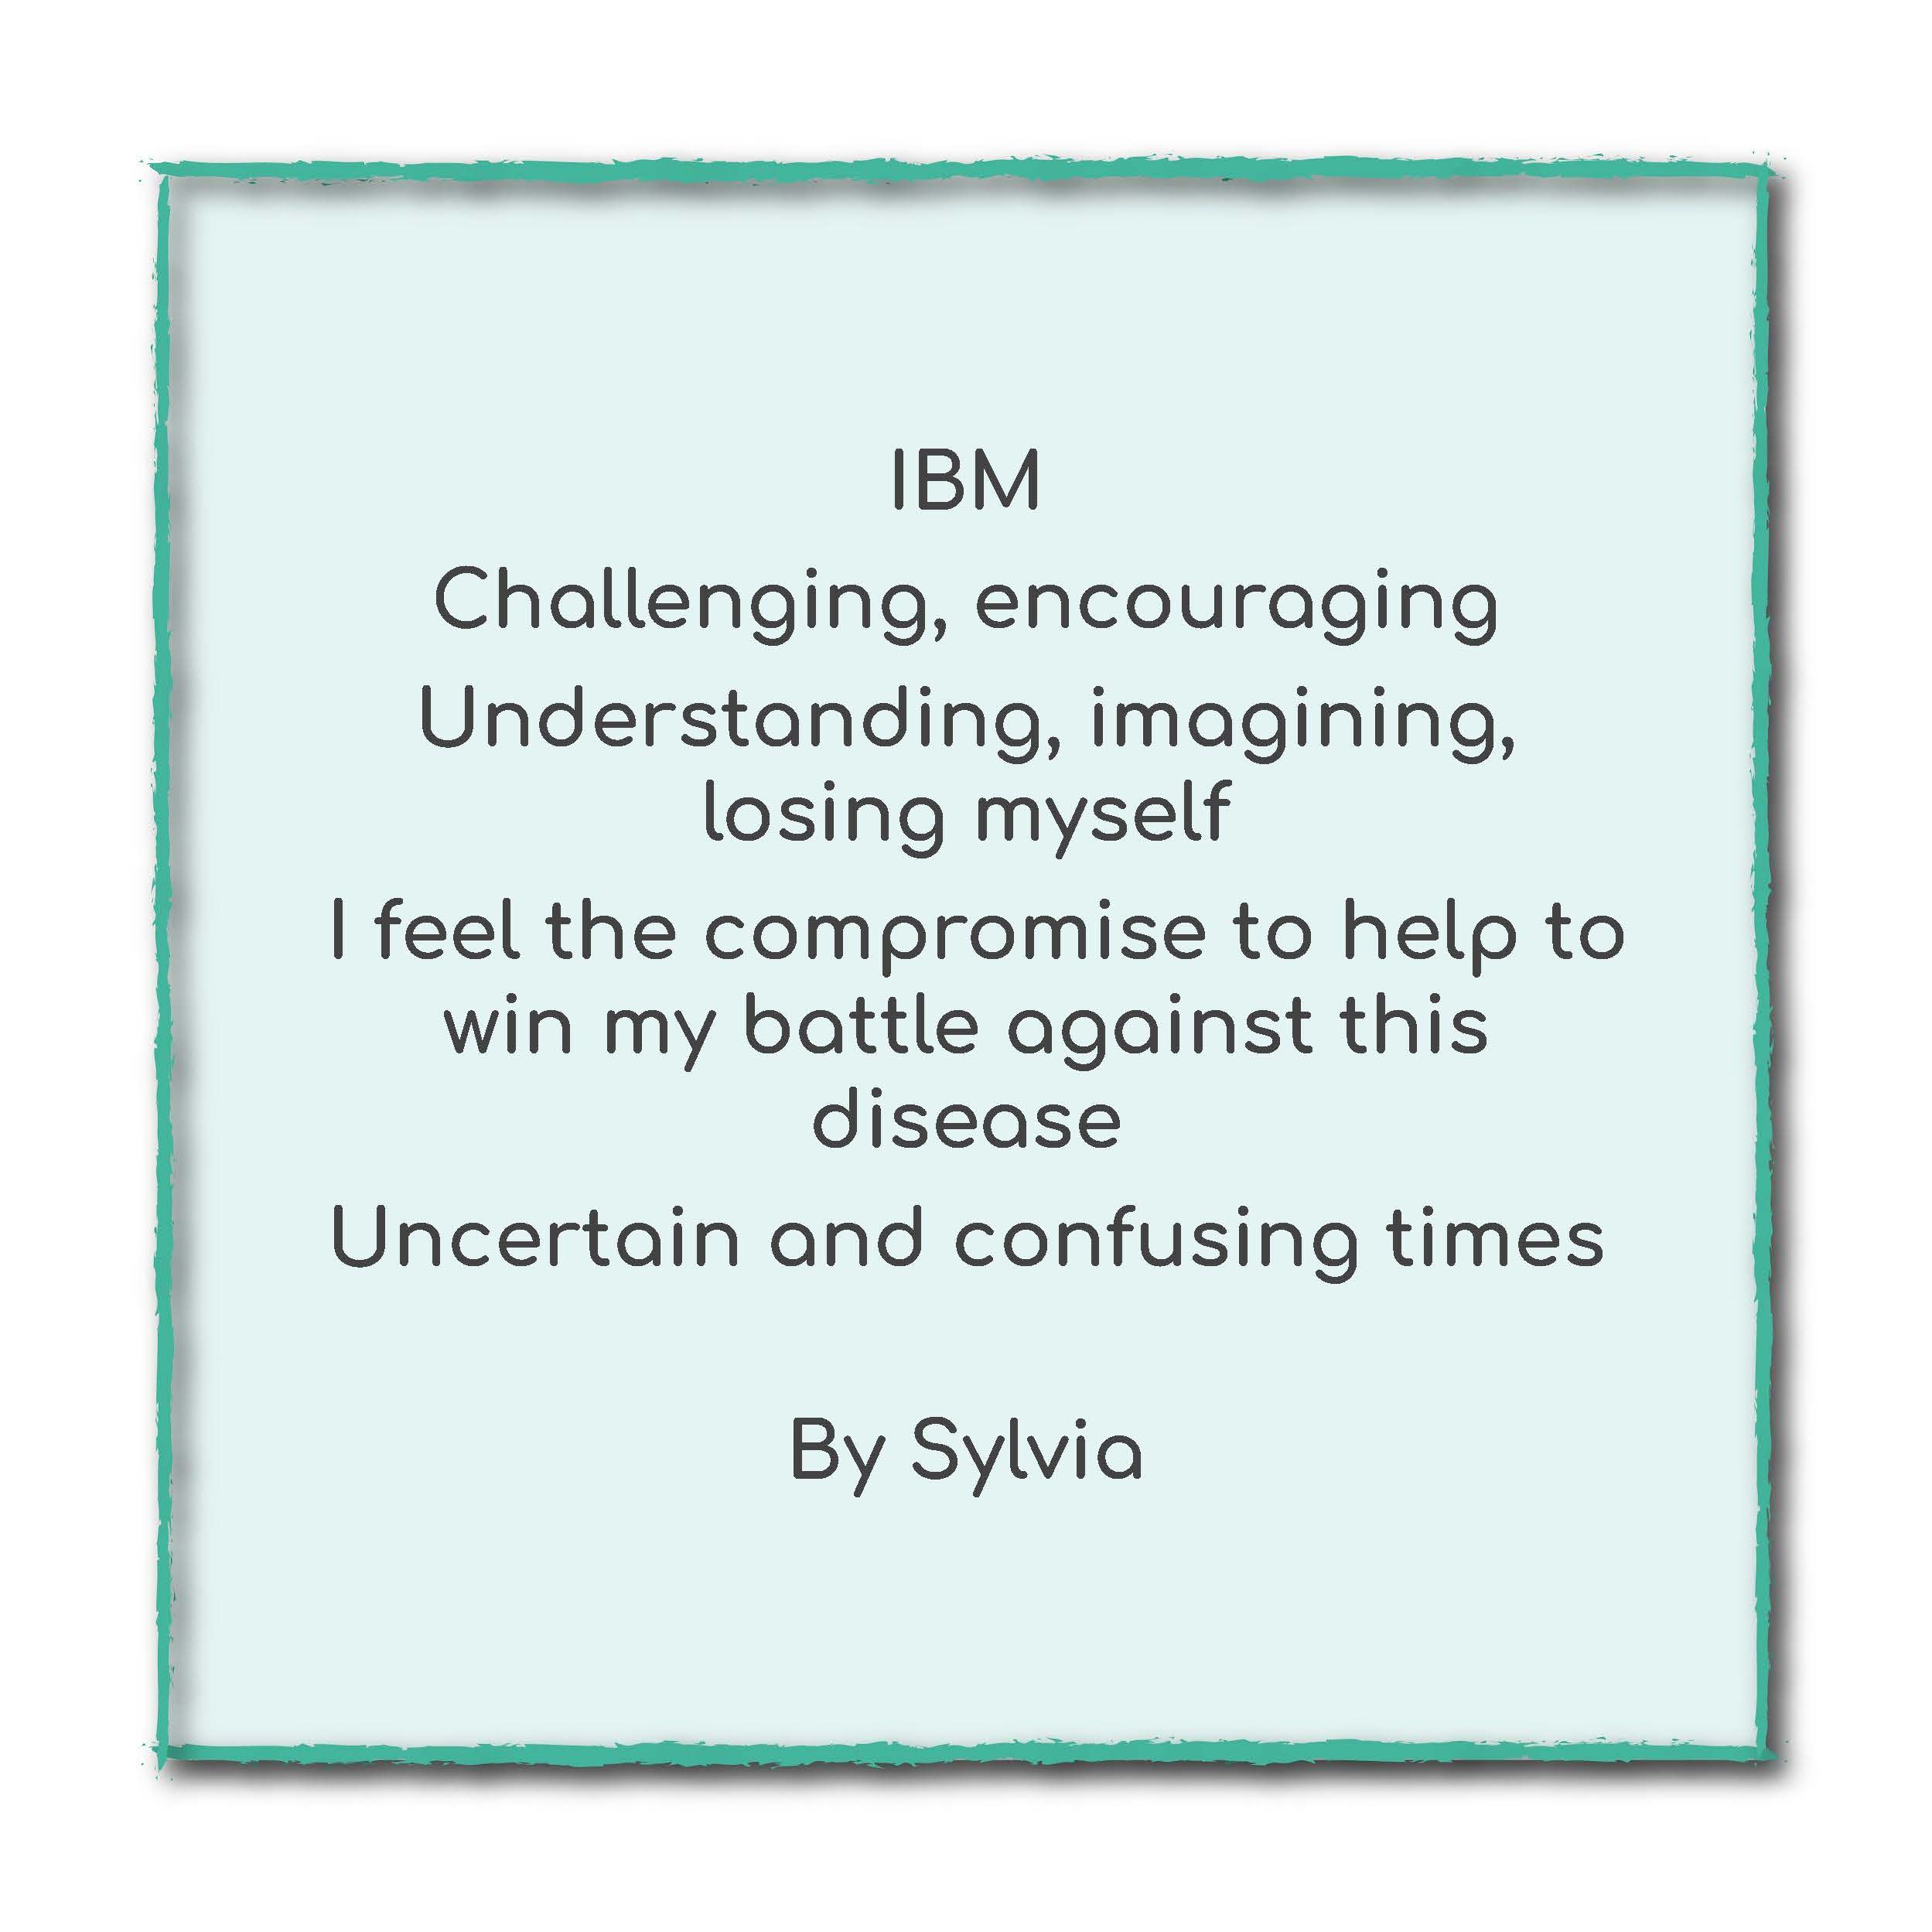 IBM
Challenging, encouraging
Understanding, imagining,
losing myself
I feel the compromise to help to
win my battle against this
disease
Uncertain and confusing times
By Sylvia